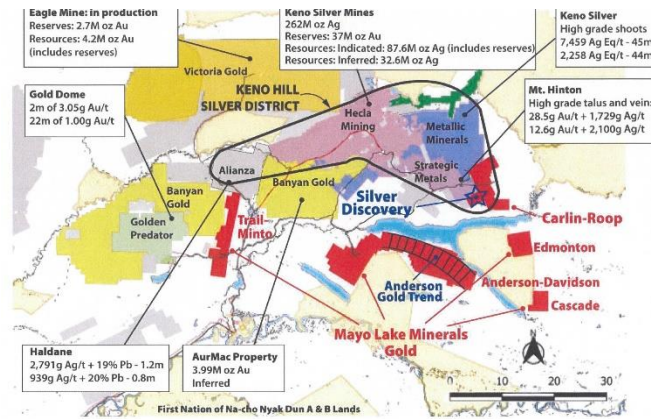 Eagle Mine: in production
Reserves: 2.7M oz Au
Resources: 4.2M oz Au
(includes reserves)
Keno Silver Mines
262M oz Ag
Reserves: 37M oz Au
Resources: Indicated: 87.6M oz Ag (includes reserves)
Resources: Inferred: 32.6M oz Ag
Keno Silver
High grade shoots
7,459 Ag Eq/t - 45m
2,258 Ag Eq/t - 44m
Victoria Gold
KENO HILL
SILVER DISTRICT
Gold Dome
2m of 3.05g Au/t
22m of 1.00g Au/t
Mt. Hinton
High grade talus and veins
28.5g Au/t + 1,729g Ag/t
12.6g Au/t + 2,100g Ag/t
Hecla
Mining
Metallic
Minerals
Alianza
Strategic
Metals
Banyan
Gold
Banyan Gold
Silver
Discovery
Golden
Predator
Trail-
Minto
Carlin-Roop
Edmonton
Anderson
Gold Trend
Anderson-Davidson
Cascade
Mayo Lake Minerals
Gold
Haldane
2,791g Ag/t + 19% Pb - 1.2m
939g Ag/t + 20% Pb - 0.8m
AurMac Property
3.99M oz Au
Inferred
0 10 20 30
First Nation of Na-cho Nyak Dun A & B Lands